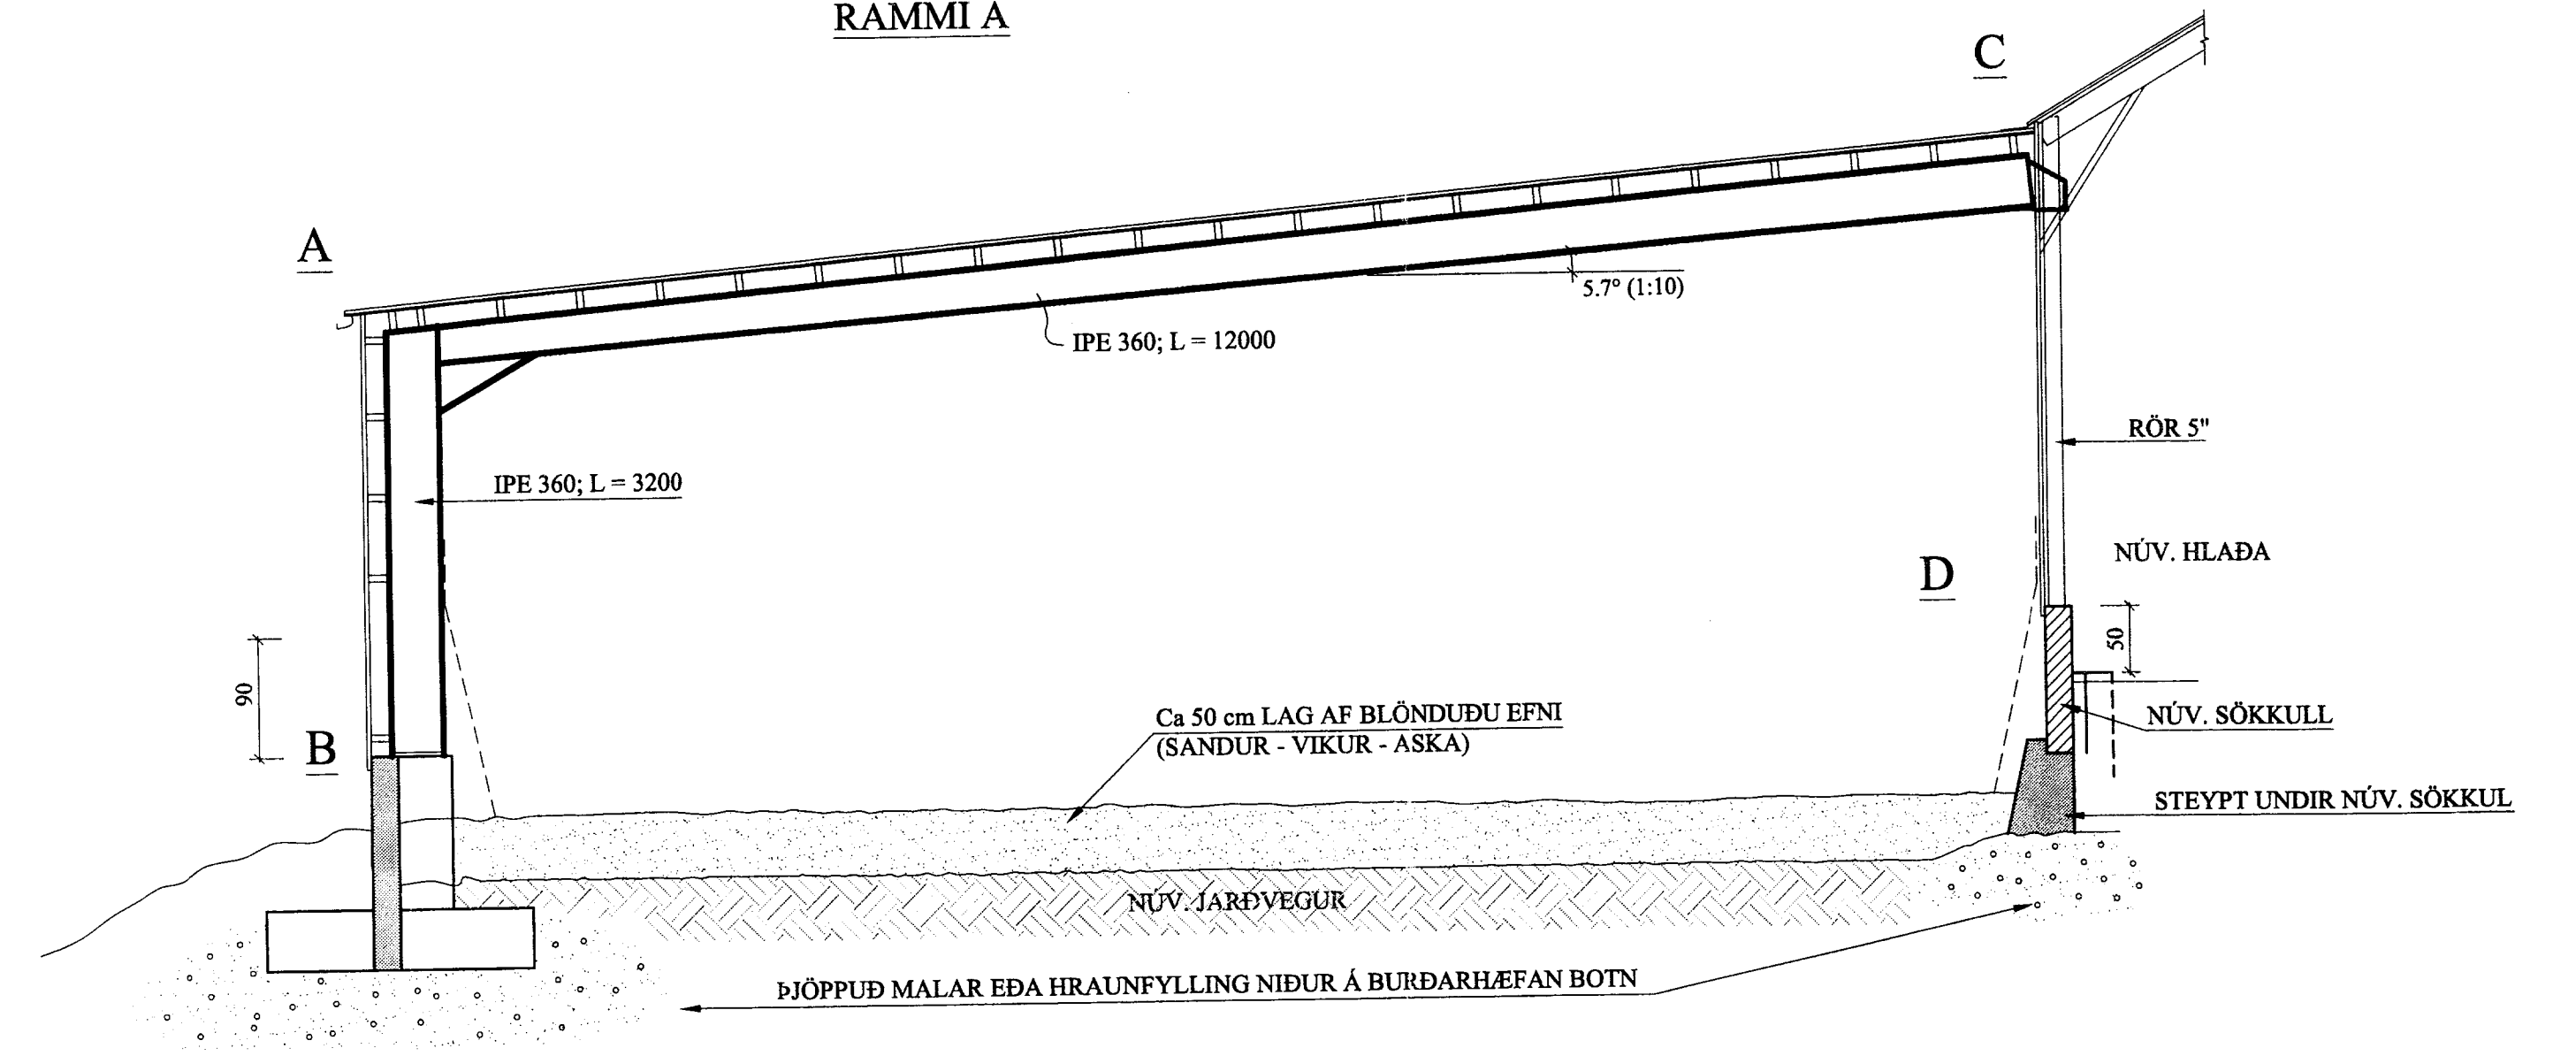 RAMMI A
C
A
5.7° (1:10)
IPE 360; L = 12000
RÖR 5"
IPE 360; L = 3200
NÚV. HLAÐA
D
50
90
Ca 50 cm LAG AF BLÖNDUÐU EFNI
(SANDUR - VIKUR - ASKA)
NÚV. SÖKKULL
B
STEYPT UNDIR NÚV. SÖKKUL
NÚV. JARÐVEGUR
ÞJÖPPUÐ MALAR EÐA HRAUNFYLLING NIÐUR Á BURÐARHÆFAN BOTN